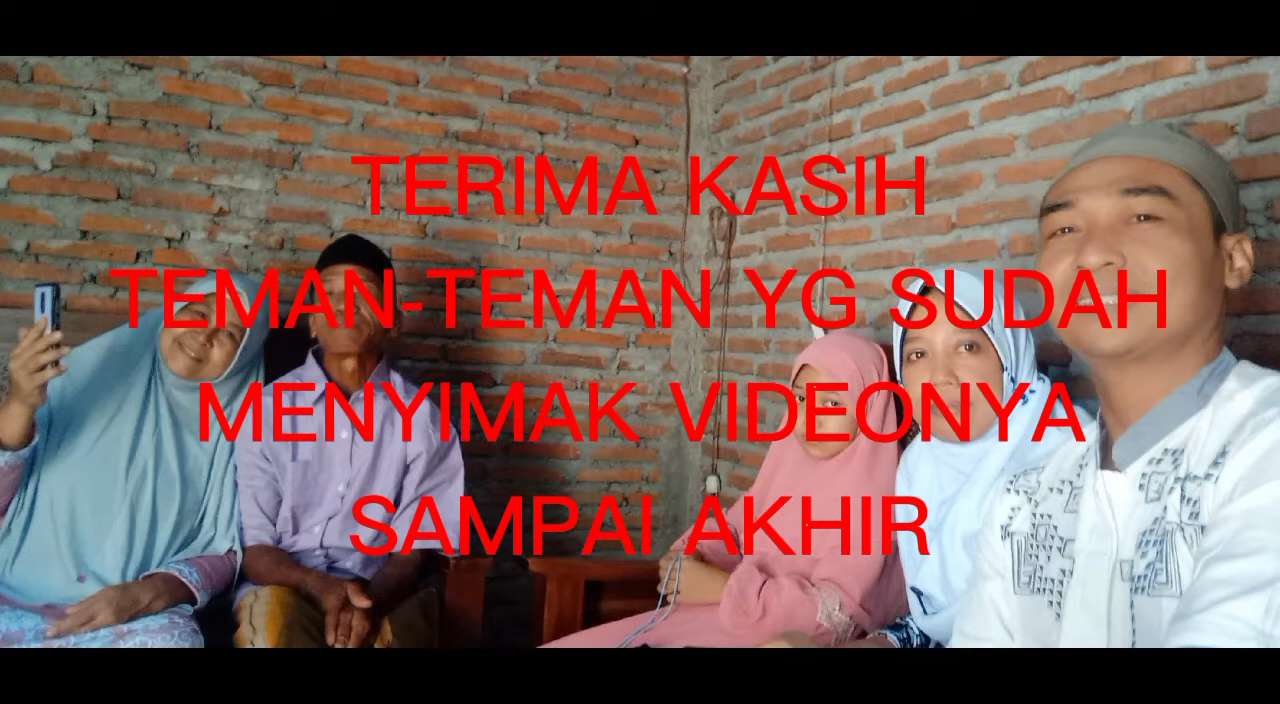 TERIMA KASIH
TEMAN-TEMAN YG SUDAH
MENYIMAK VIDEONYA
SAMPAI AKHIR